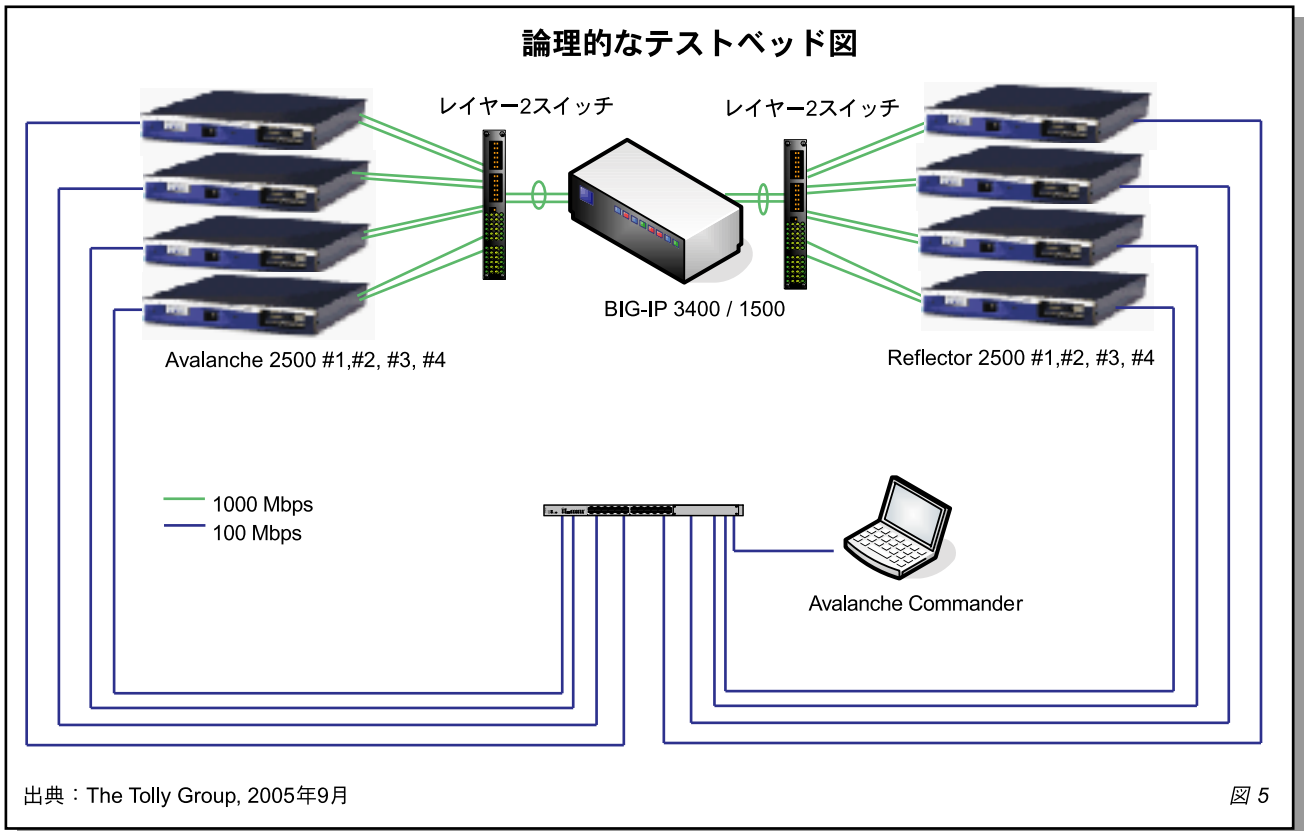 論理的なテストベッド図
レイヤー2スイッチ
レイヤー2スイッチ
BIG-IP 3400 / 1500
Avalanche 2500 #1,#2, #3, #4
Reflector 2500 #1,#2, #3, #4
1000 Mbps
100 Mbps
Avalanche Commander
出典：The Tolly Group, 2005年9月
図 5